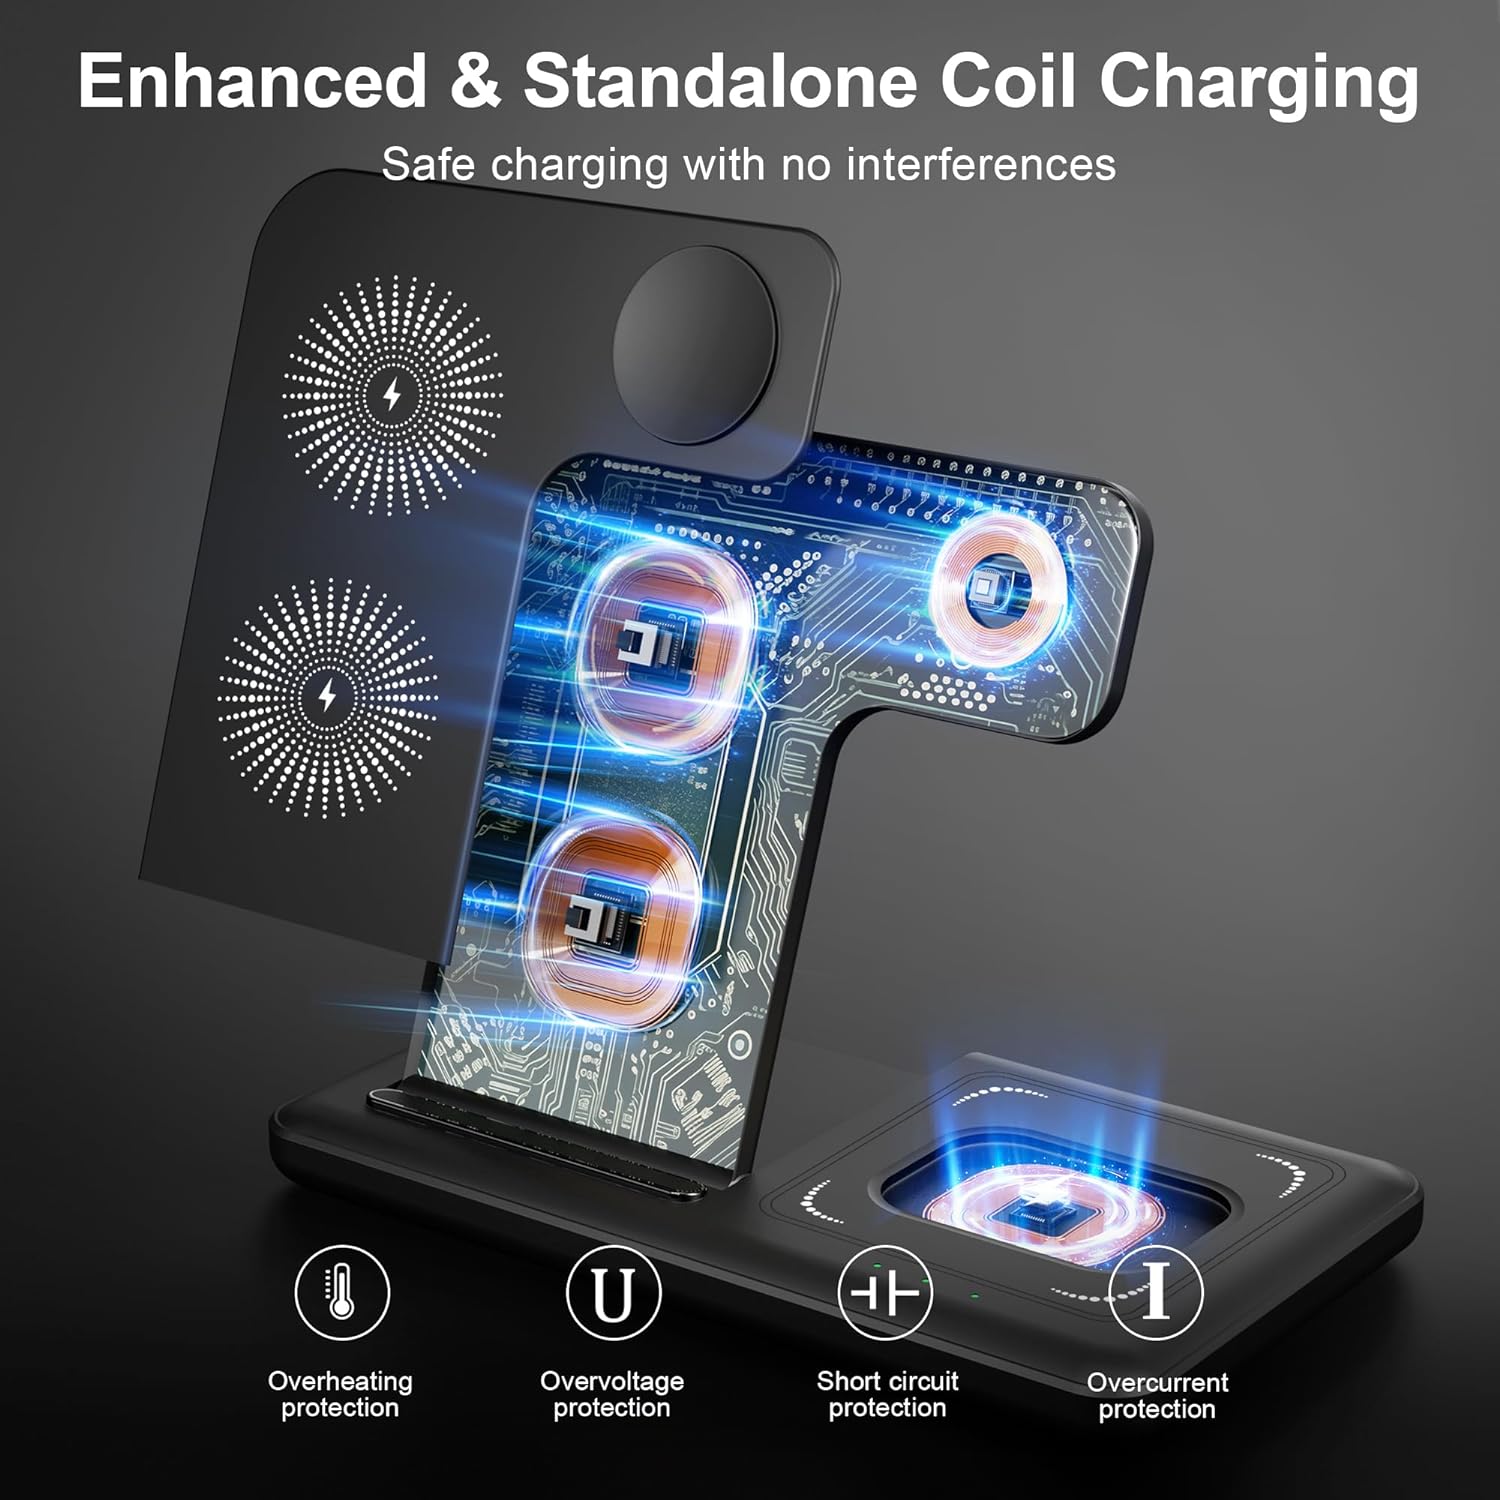 Enhanced & Standalone Coil Charging
Safe charging with no interferences
U
I
Overheating
protection
Overvoltage
protection
Short circuit
protection
Overcurrent
protection